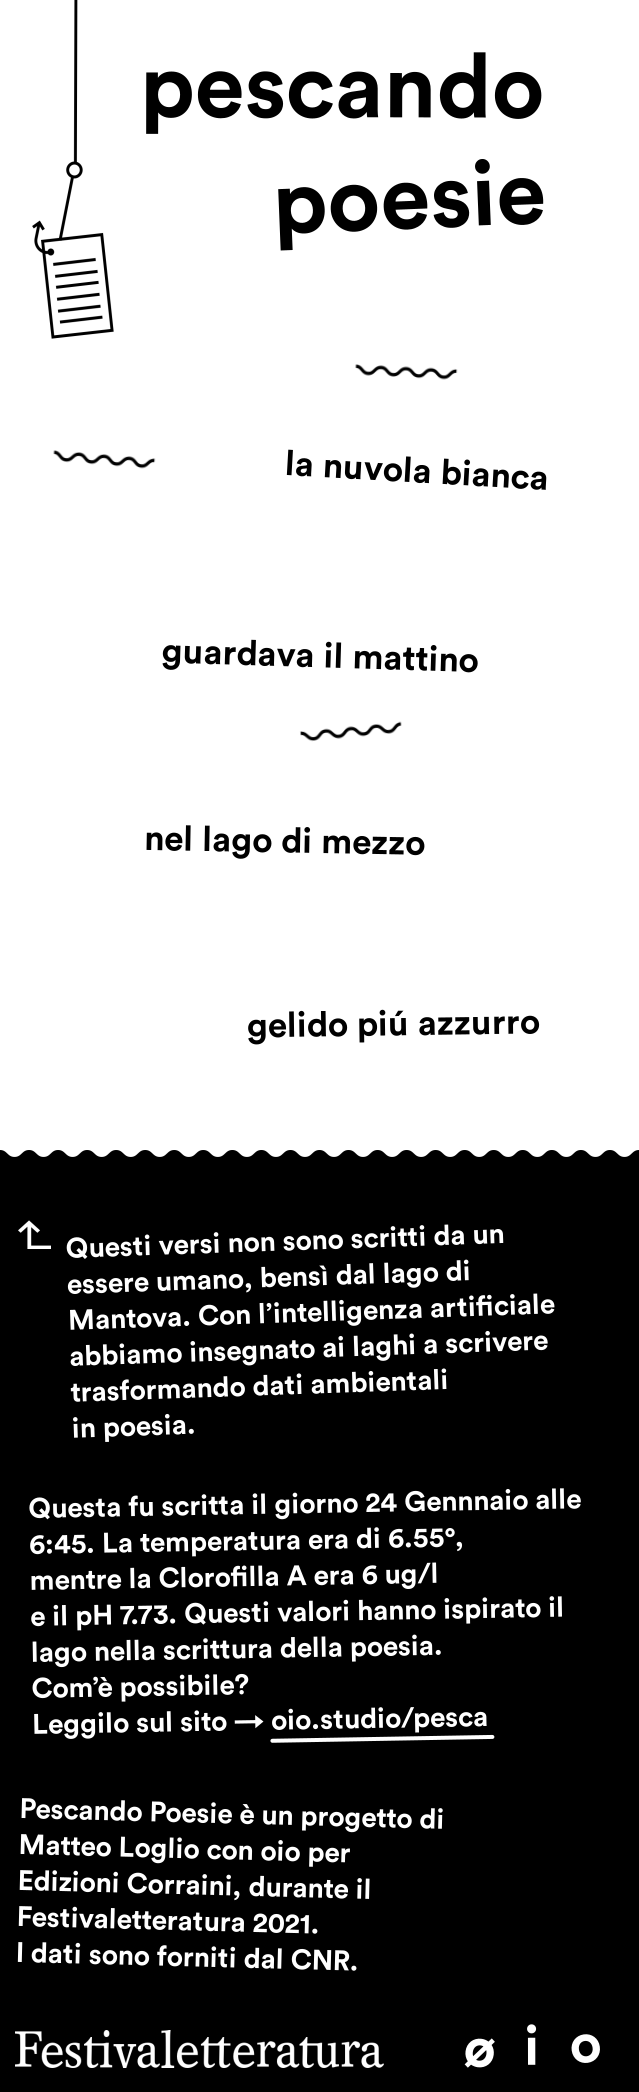 pescando
poesie
la nuvola bianca
guardava il mattino
nel lago di mezzo
gelido piú azzurro
Questi versi non sono scritti da un
essere umano, bensì dal lago di
Mantova. Con l’intelligenza artificiale
abbiamo insegnato ai laghi a scrivere
trasformando dati ambientali
in poesia.
Questa fu scritta il giorno 24 Gennnaio alle
6:45. La temperatura era di 6.55°,
mentre la Clorofilla A era 6 ug/l
e il pH 7.73. Questi valori hanno ispirato il
lago nella scrittura della poesia.
Com’è possibile?
Leggilo sul sito → oio.studio/pesca
Pescando Poesie è un progetto di
Matteo Loglio con oio per
Edizioni Corraini, durante il
Festivaletteratura 2021.
I dati sono forniti dal CNR.
Festivaletteratura ø i o